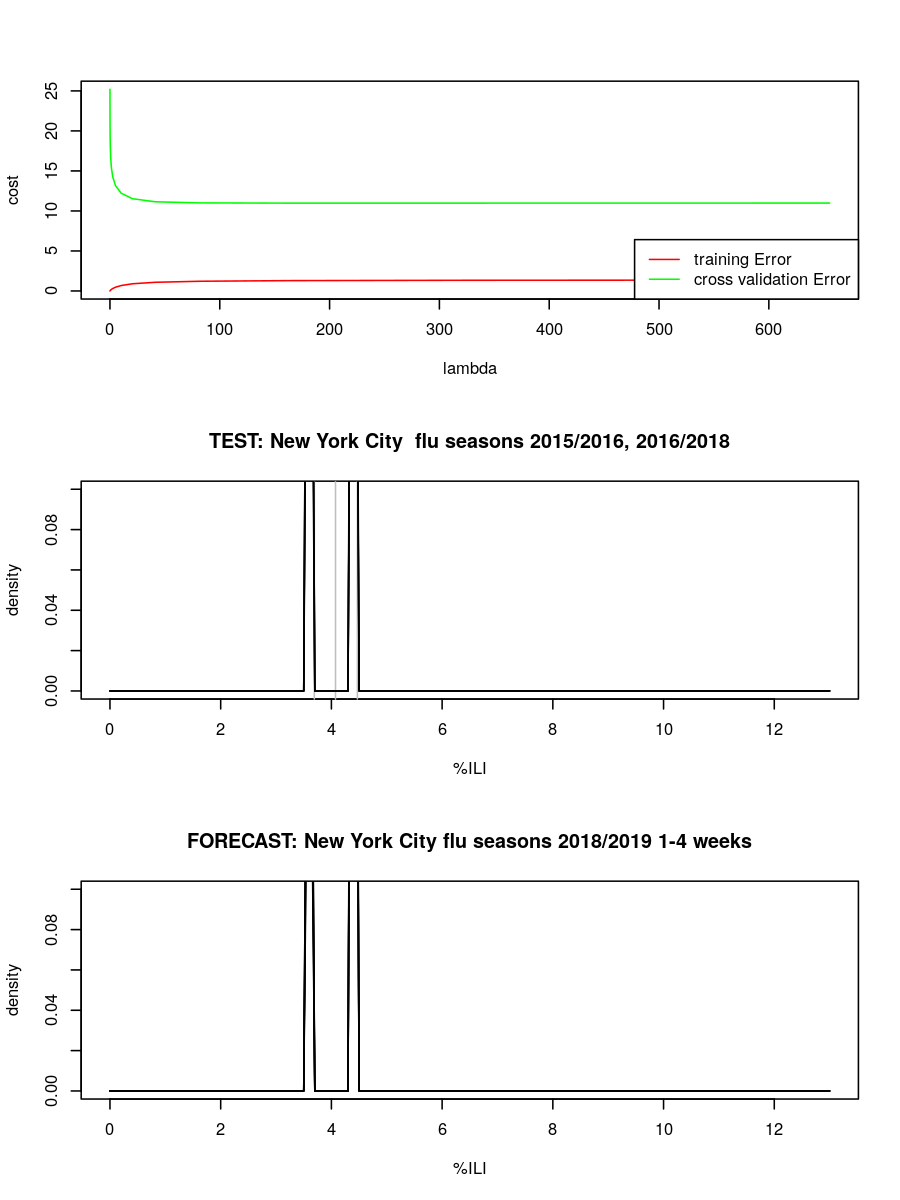 25
20
15
10
5
0
cost
training Error
cross validation Error
0 100 200 300 400 500 600
lambda
TEST: New York City  flu seasons 2015/2016, 2016/2018
0.08
0.04
0.00
density
0 2 4 6 8 10 12
%ILI
FORECAST: New York City flu seasons 2018/2019 1-4 weeks
0.08
0.04
0.00
density
0 2 4 6 8 10 12
%ILI